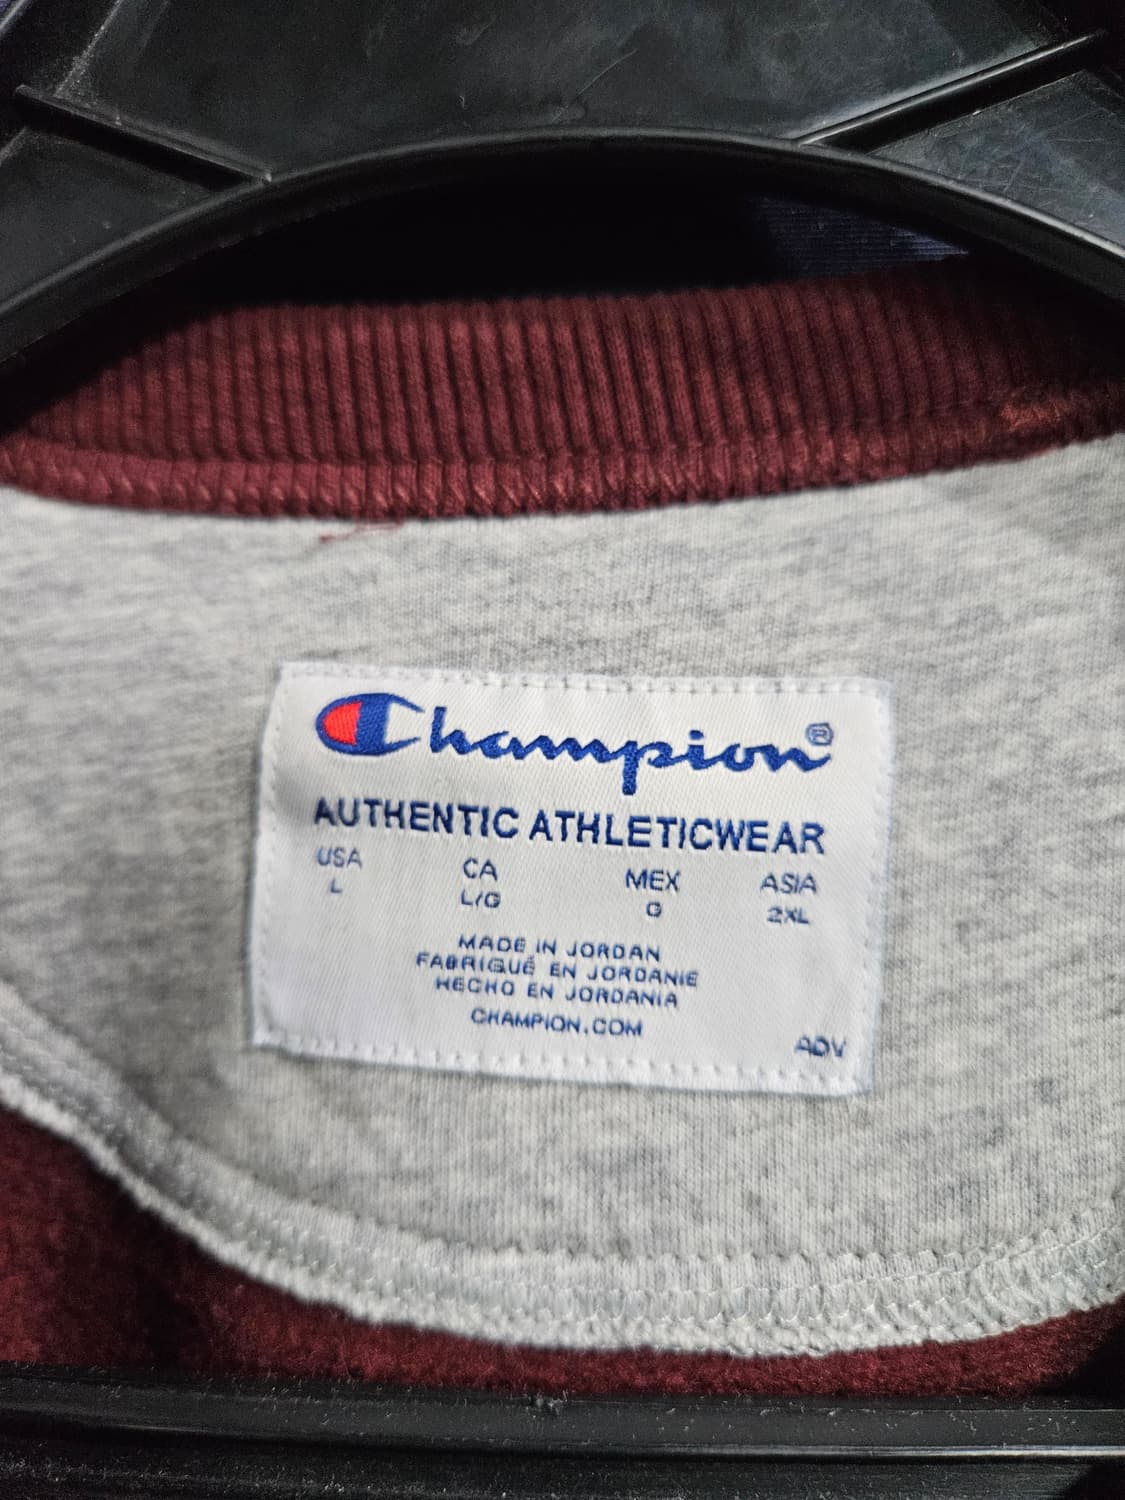 Champion®
AUTHENTIC ATHLETICWEAR
USA CA MEX ASIA
L L/G G 2XL
MADE IN JORDAN
FABRIQUÉ EN JORDANIE
HECHO EN JORDANIA
CHAMPION.COM
ADV